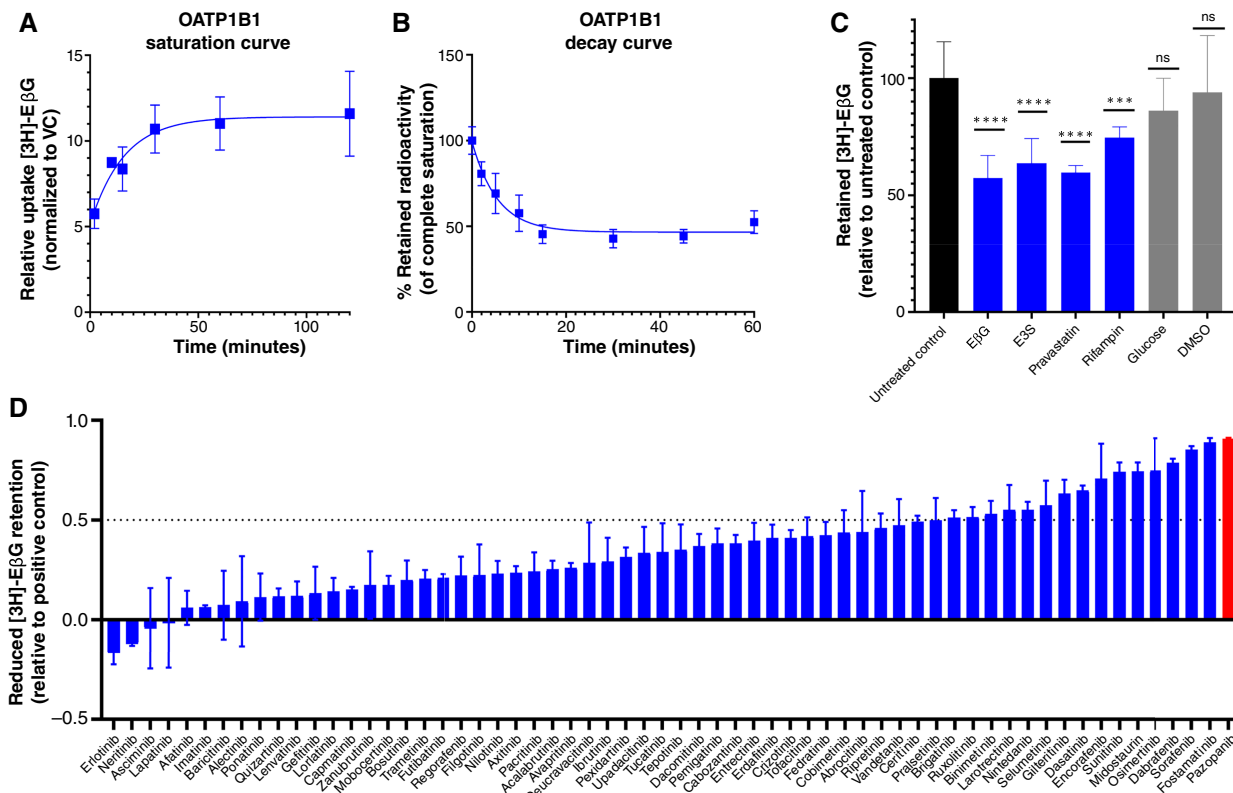 A
OATP1B1
saturation curve
Relative uptake [3H]-EβG
(normalized to VC)
15
10
5
0
0
50
100
Time (minutes)
B
OATP1B1
decay curve
% Retained radioactivity
(of complete saturation)
150
100
50
0
0
20
40
60
Time (minutes)
C
Retained [3H]-EβG
(relative to untreated control)
100
50
0
****
****
****
***
ns
ns
Untreated control
EβG
E3S
Pravastatin
Rifampin
Glucose
DMSO
D
Reduced [3H]-EβG retention
(relative to positive control)
1.0
0.5
0.0
−0.5
Erlotinib
Neritinib
Asciminib
Lapatinib
Afatinib
Imatinib
Baricitinib
Alectinib
Ponatinib
Quizartinib
Lenvatinib
Gefitinib
Lorlatinib
Capmatinib
Zanubrutinib
Mobocertinib
Bosutinib
Trametinib
Futibatinib
Regorafenib
Filgotinib
Nilotinib
Axitinib
Pacritinib
Acalabrutinib
Avapritinib
Deucravacitinib
Ibrutinib
Pexidartinib
Upadacitinib
Tucatinib
Tepotinib
Dacomitinib
Pemigatinib
Cabozantinib
Entrectinib
Erdafitinib
Crizotinib
Tofacitinib
Fedratinib
Cobimetinib
Abrocitinib
Ripretinib
Vandetanib
Ceritinib
Pralsetinib
Brigatinib
Ruxolitinib
Binimetinib
Larotrectinib
Nintedanib
Selumetinib
Gilteritinib
Dasatinib
Encorafenib
Sunitinib
Midostaurin
Osimertinib
Dabrafenib
Sorafenib
Fostamatinib
Pazopanib